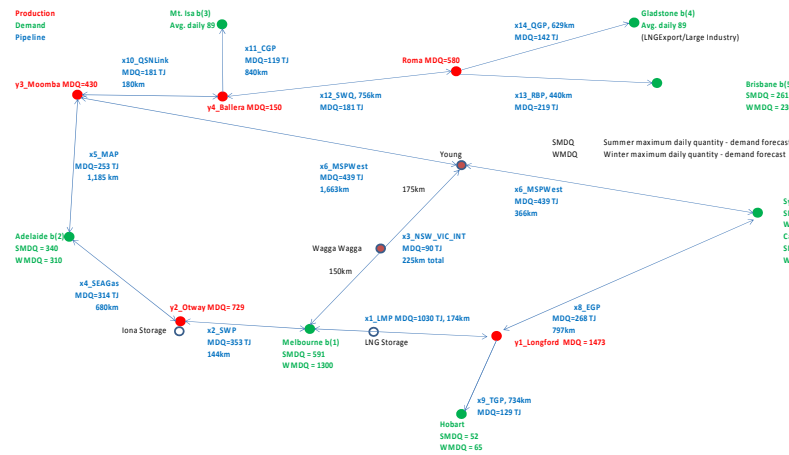 Production
Demand
Pipeline
Mt. Isa b(3)
Avg. daily 89
x14_QGP, 629km
MDQ=142 TJ
Gladstone b(4)
Avg. daily 89
(LNGExport/Large Industry)
x10_QSNLink
MDQ=181 TJ
180km
x11_CGP
MDQ=119 TJ
840km
Roma MDQ=580
y3_Moomba MDQ=430
y4_Ballera MDQ=150
x12_SWQ, 756km
MDQ=181 TJ
x13_RBP, 440km
MDQ=219 TJ
Brisbane b(5
SMDQ = 261
WMDQ = 23
SMDQ Summer maximum daily quantity - demand forecast
WMDQ Winter maximum daily quantity - demand forecast
x5_MAP
MDQ=253 TJ
1,185 km
x6_MSPWest
MDQ=439 TJ
1,663km
Young
175km
x6_MSPWest
MDQ=439 TJ
366km
Adelaide b(2)
SMDQ = 340
WMDQ = 310
Wagga Wagga
x3_NSW_VIC_INT
MDQ=90 TJ
225km total
150km
x4_SEAGas
MDQ=314 TJ
680km
y2_Otway MDQ= 729
Iona Storage
x2_SWP
MDQ=353 TJ
144km
Melbourne b(1)
SMDQ = 591
WMDQ = 1300
x1_LMP MDQ=1030 TJ, 174km
LNG Storage
x8_EGP
MDQ=268 TJ
797km
y1_Longford MDQ = 1473
x9_TGP, 734km
MDQ=129 TJ
Hobart
SMDQ = 52
WMDQ = 65